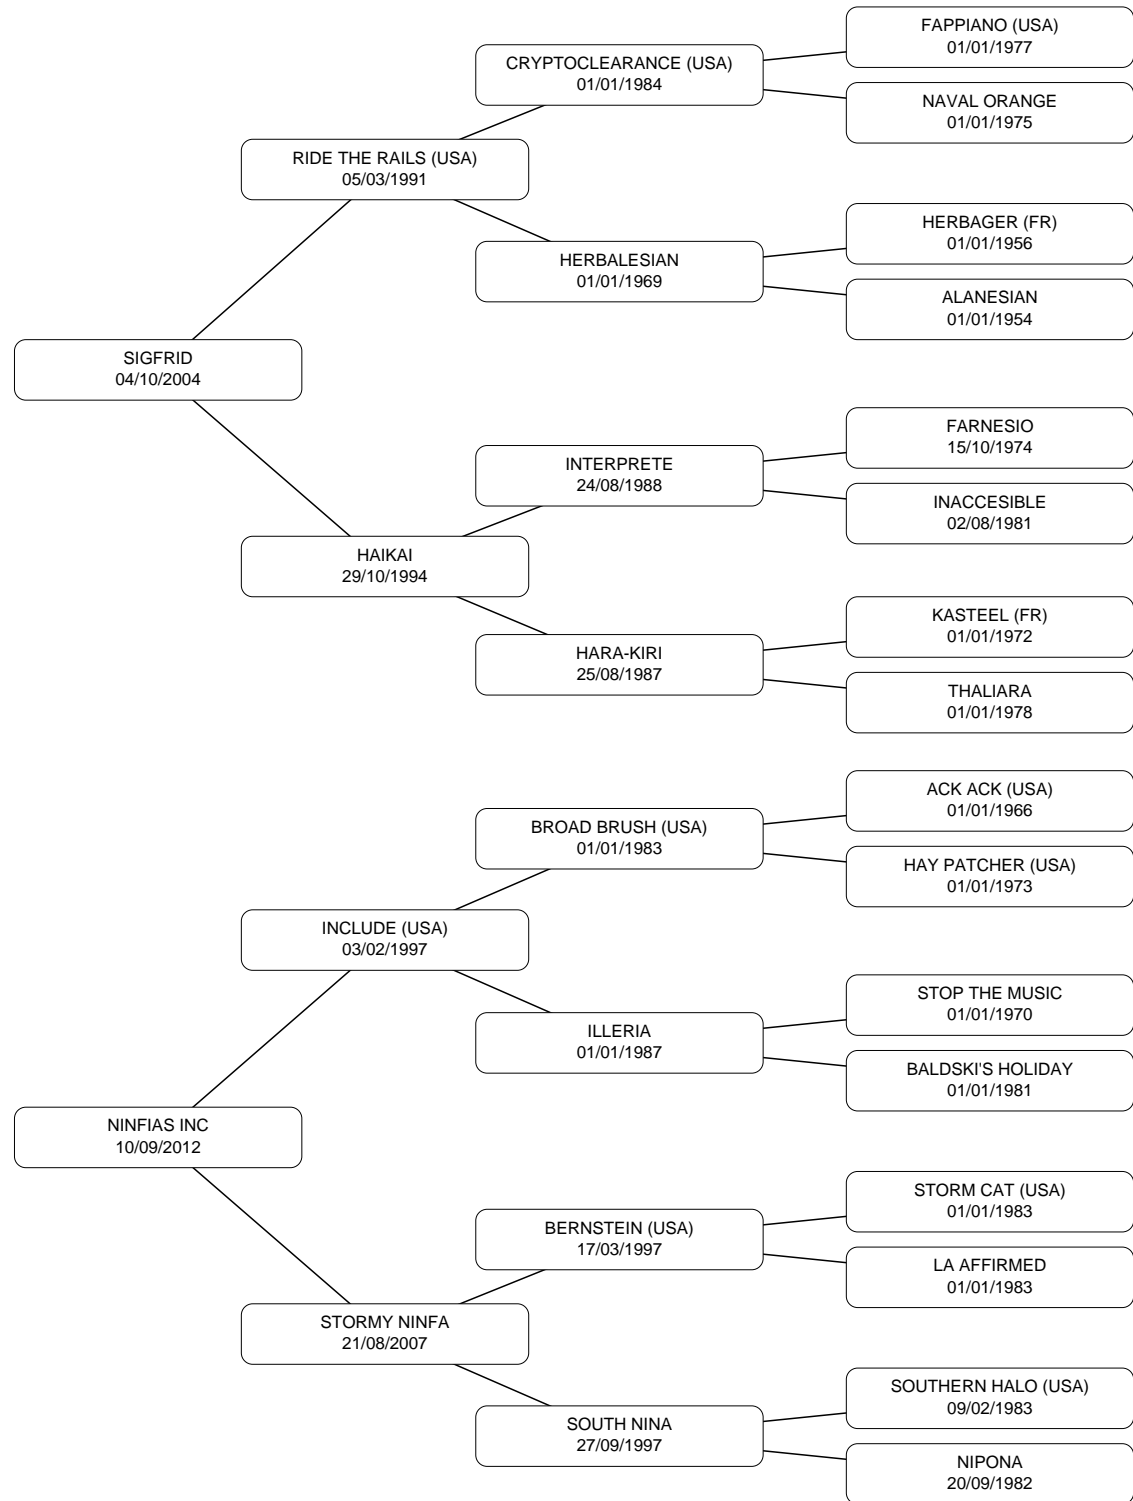 FAPPIANO (USA)
01/01/1977
CRYPTOCLEARANCE (USA)
01/01/1984
NAVAL ORANGE
01/01/1975
RIDE THE RAILS (USA)
05/03/1991
HERBAGER (FR)
01/01/1956
HERBALESIAN
01/01/1969
ALANESIAN
01/01/1954
SIGFRID
04/10/2004
FARNESIO
15/10/1974
INTERPRETE
24/08/1988
INACCESIBLE
02/08/1981
HAIKAI
29/10/1994
KASTEEL (FR)
01/01/1972
HARA-KIRI
25/08/1987
THALIARA
01/01/1978
ACK ACK (USA)
01/01/1966
BROAD BRUSH (USA)
01/01/1983
HAY PATCHER (USA)
01/01/1973
INCLUDE (USA)
03/02/1997
STOP THE MUSIC
01/01/1970
ILLERIA
01/01/1987
BALDSKI'S HOLIDAY
01/01/1981
NINFIAS INC
10/09/2012
STORM CAT (USA)
01/01/1983
BERNSTEIN (USA)
17/03/1997
LA AFFIRMED
01/01/1983
STORMY NINFA
21/08/2007
SOUTHERN HALO (USA)
09/02/1983
SOUTH NINA
27/09/1997
NIPONA
20/09/1982